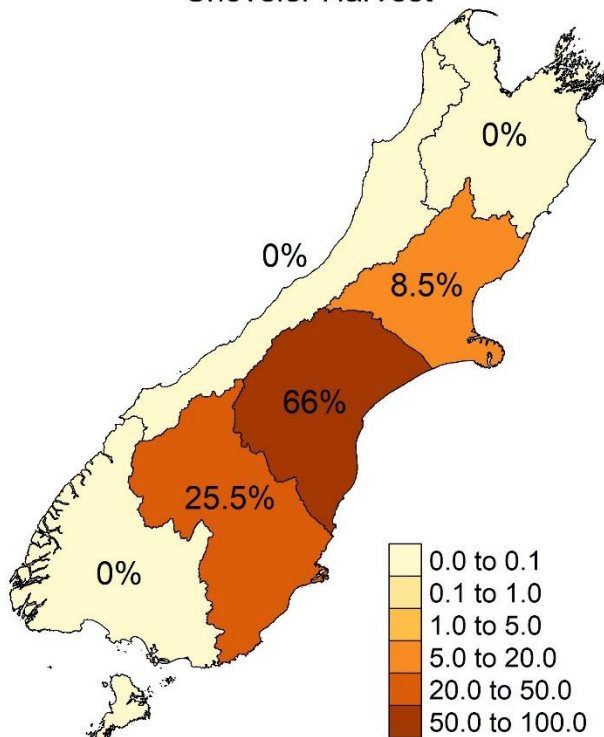 Shoveler Harvest
0%
0%
8.5%
66%
25.5%
0%
0.0 to 0.1
0.1 to 1.0
1.0 to 5.0
5.0 to 20.0
20.0 to 50.0
50.0 to 100.0